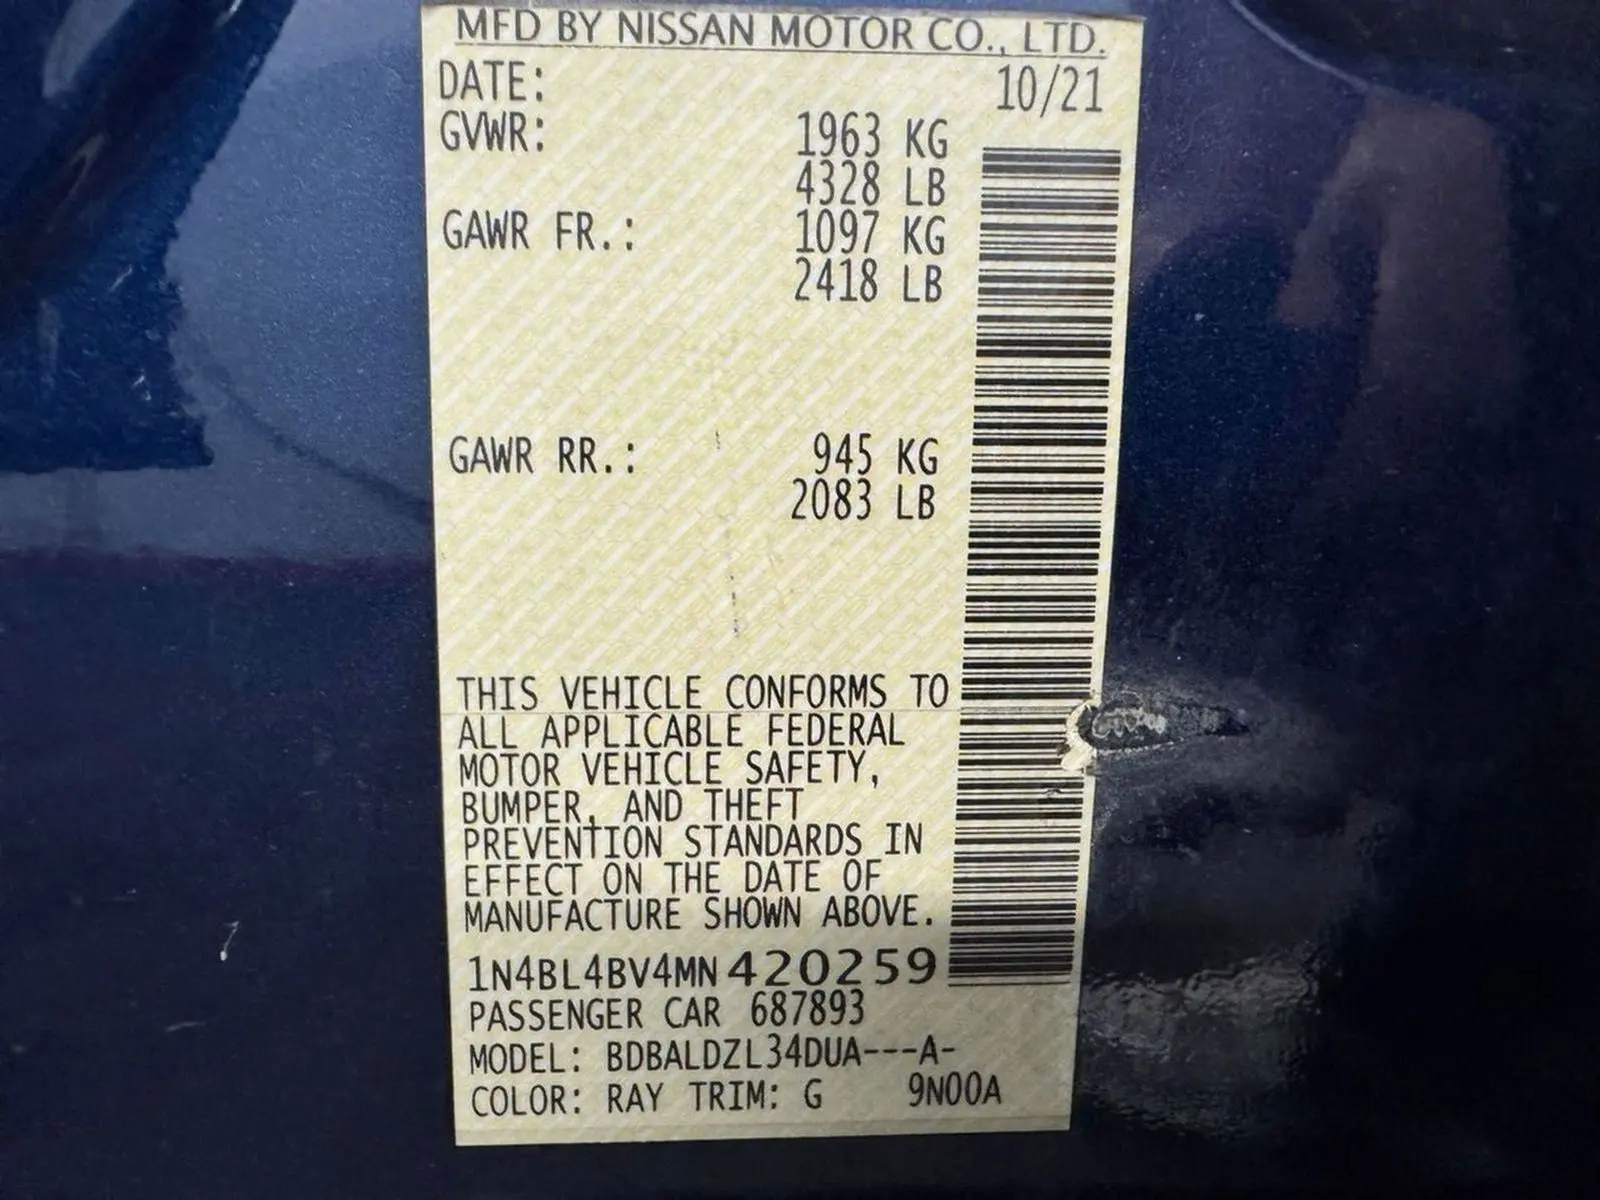 MFD BY NISSAN MOTOR CO., LTD.
DATE: 10/21
GVWR: 1963 KG
4328 LB
GAWR FR.: 1097 KG
2418 LB
GAWR RR.: 945 KG
2083 LB
THIS VEHICLE CONFORMS TO
ALL APPLICABLE FEDERAL
MOTOR VEHICLE SAFETY,
BUMPER, AND THEFT
PREVENTION STANDARDS IN
EFFECT ON THE DATE OF
MANUFACTURE SHOWN ABOVE.
1N4BL4BV4MN420259
PASSENGER CAR 687893
MODEL: BDBALDZL34DUA---A-
COLOR: RAY TRIM: G 9N00A